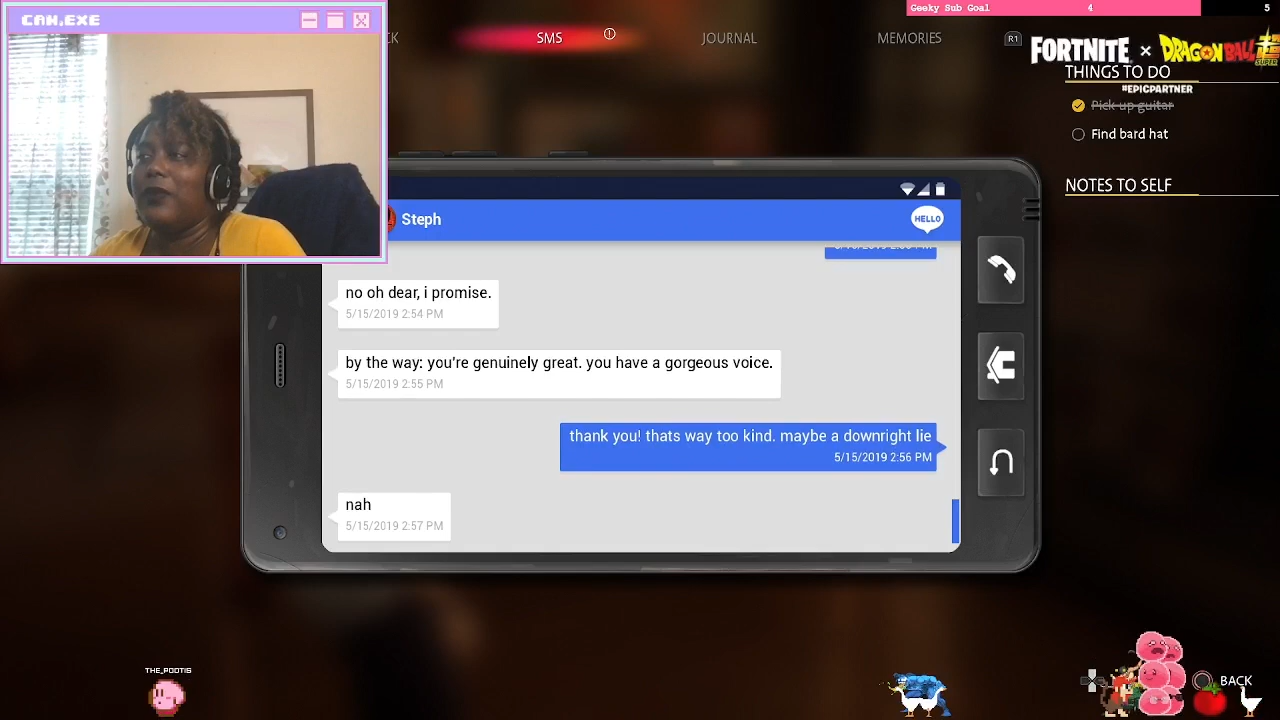 CAM.EXE
SMS
Geeky Sub Goal 4 5
R1
FORTNITE × DRAGONBALL SUPER
THINGS TO DO
#EPICPARTNER
Pick up guitar
Find bard hat
NOTES TO SELF
Steph
HELLO
no oh dear, i promise.
5/15/2019 2:54 PM
by the way: you're genuinely great. you have a gorgeous voice.
5/15/2019 2:55 PM
thank you! thats way too kind. maybe a downright lie
5/15/2019 2:56 PM
nah
5/15/2019 2:57 PM
THE_POOTIS
BACK